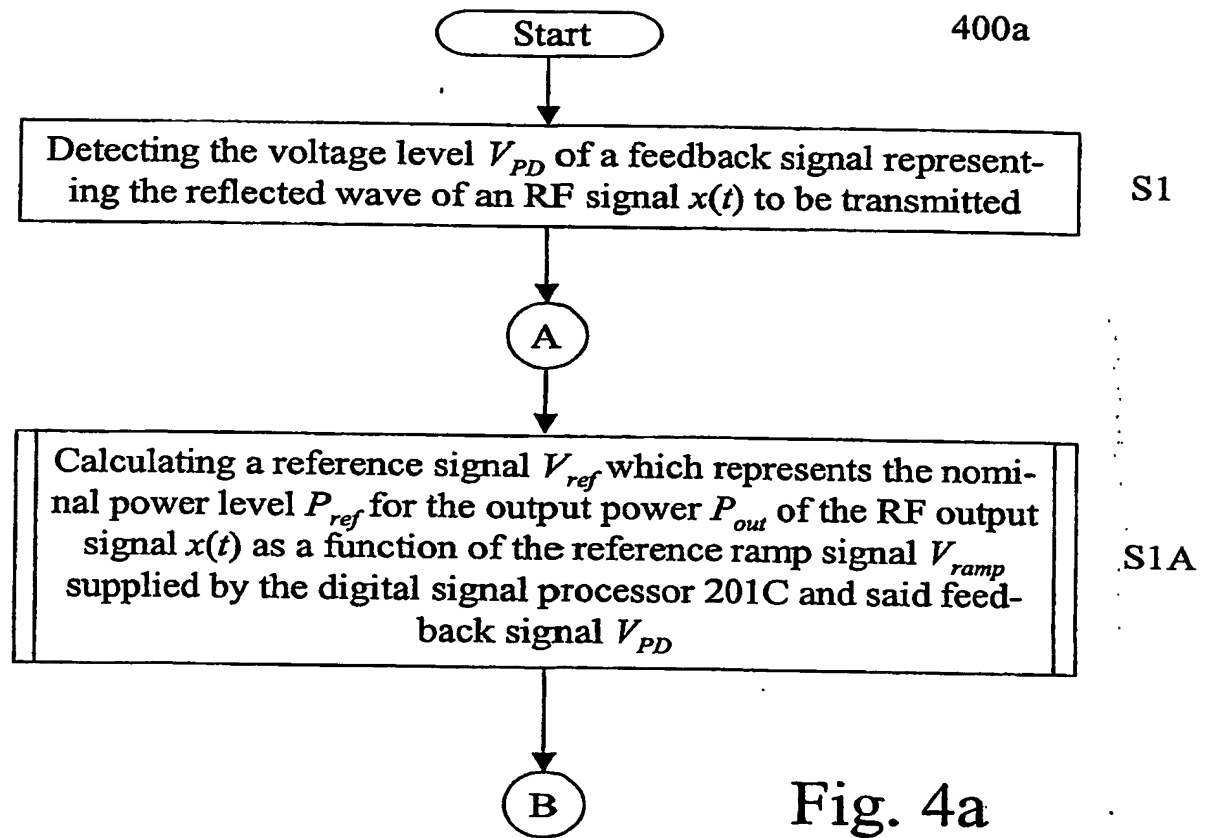 Start
400a
Detecting the voltage level V_PD of a feedback signal represent-
ing the reflected wave of an RF signal x(t) to be transmitted
S1
A
Calculating a reference signal V_ref which represents the nomi-
nal power level P_ref for the output power P_out of the RF output
signal x(t) as a function of the reference ramp signal V_ramp
supplied by the digital signal processor 201C and said feed-
back signal V_PD
S1A
B
Fig. 4a